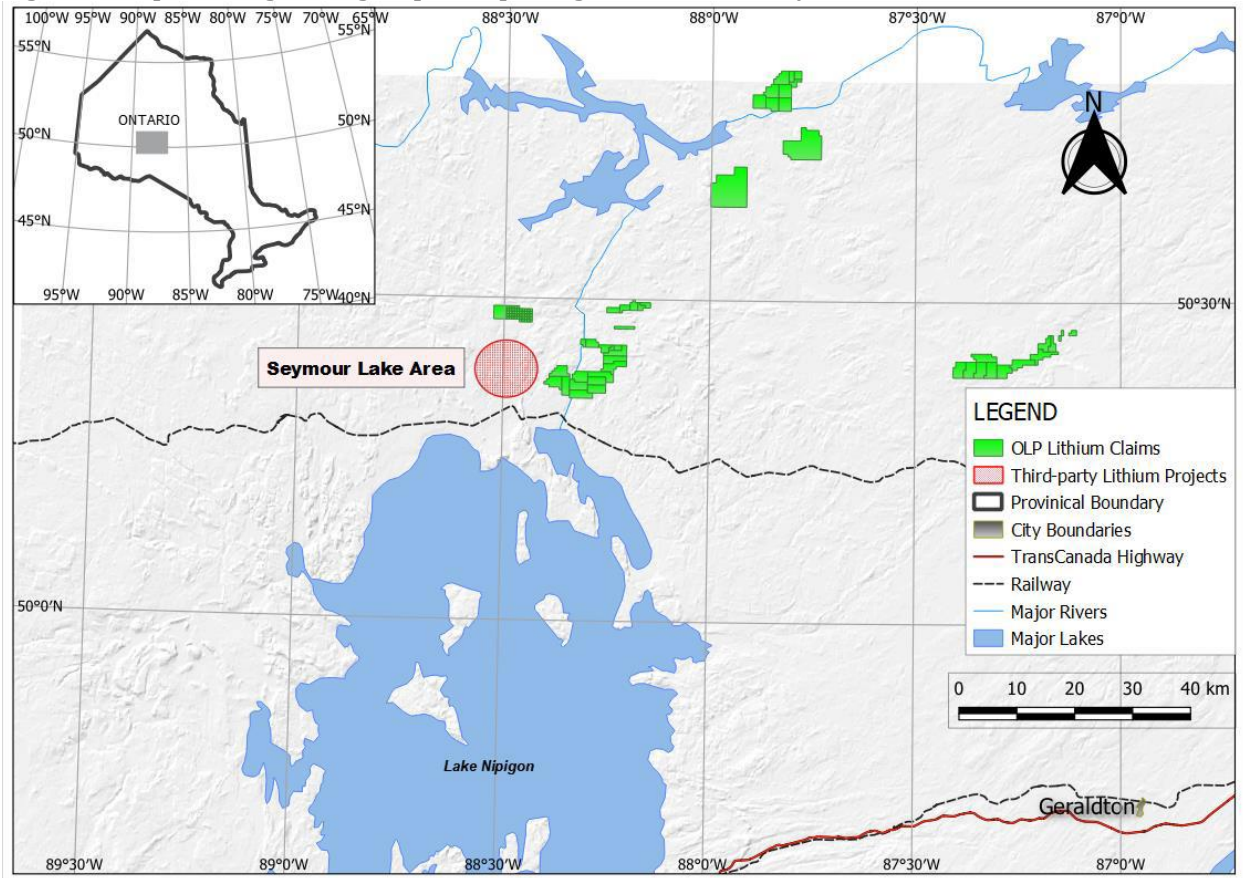 100°W 95°W 90°W 85°W 80°W 75°W 70°W 65°W
88°30'W 88°0'W 87°30'W 87°0'W
55°N 55°N
50°N 50°N
ONTARIO
45°N 45°N
95°W 90°W 85°W 80°W 75°W 40°N
N
50°30'N
Seymour Lake Area
LEGEND
OLP Lithium Claims
Third-party Lithium Projects
Provinical Boundary
City Boundaries
TransCanada Highway
Railway
Major Rivers
Major Lakes
50°0'N
0 10 20 30 40 km
Lake Nipigon
Geraldton
89°30'W 89°0'W 88°30'W 88°0'W 87°30'W 87°0'W